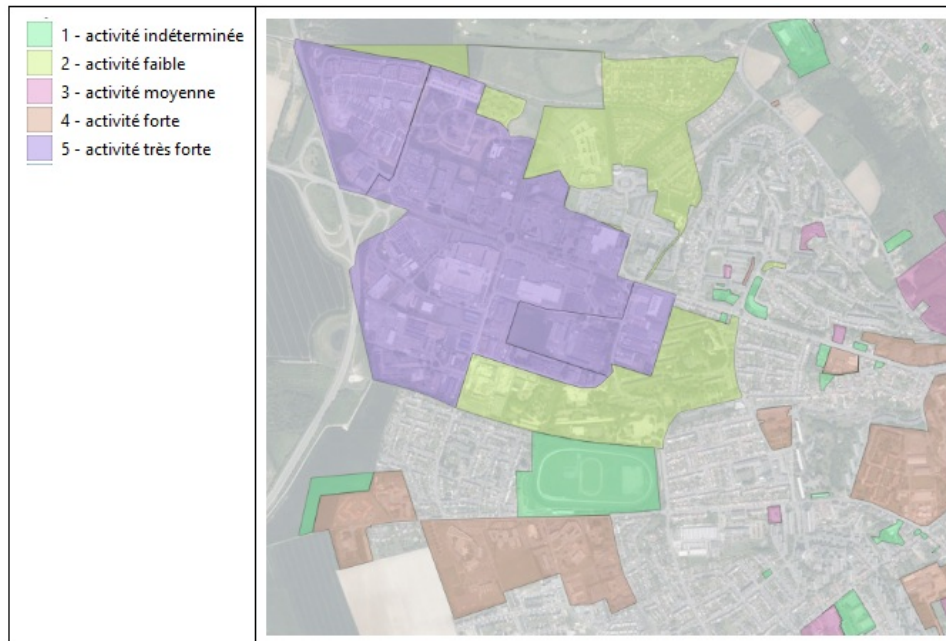 1 - activité indéterminée
2 - activité faible
3 - activité moyenne
4 - activité forte
5 - activité très forte